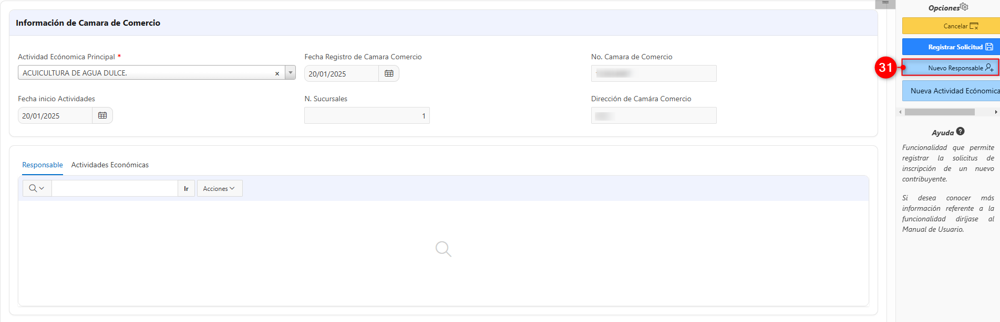 Información de Camara de Comercio
Actividad Ecónomica Principal *
ACUICULTURA DE AGUA DULCE.
Fecha Registro de Camara Comercio
20/01/2025
No. Camara de Comercio
Fecha inicio Actividades
20/01/2025
N. Sucursales
1
Dirección de Camára Comercio
Responsable
Actividades Económicas
Ir
Acciones
Opciones
Cancelar
Registrar Solicitud
31
Nuevo Responsable
Nueva Actividad Ecónomica
Ayuda
Funcionalidad que permite
registrar la solicitus de
inscripción de un nuevo
contribuyente.
Si desea conocer más
información referente a la
funcionalidad diríjase al
Manual de Usuario.